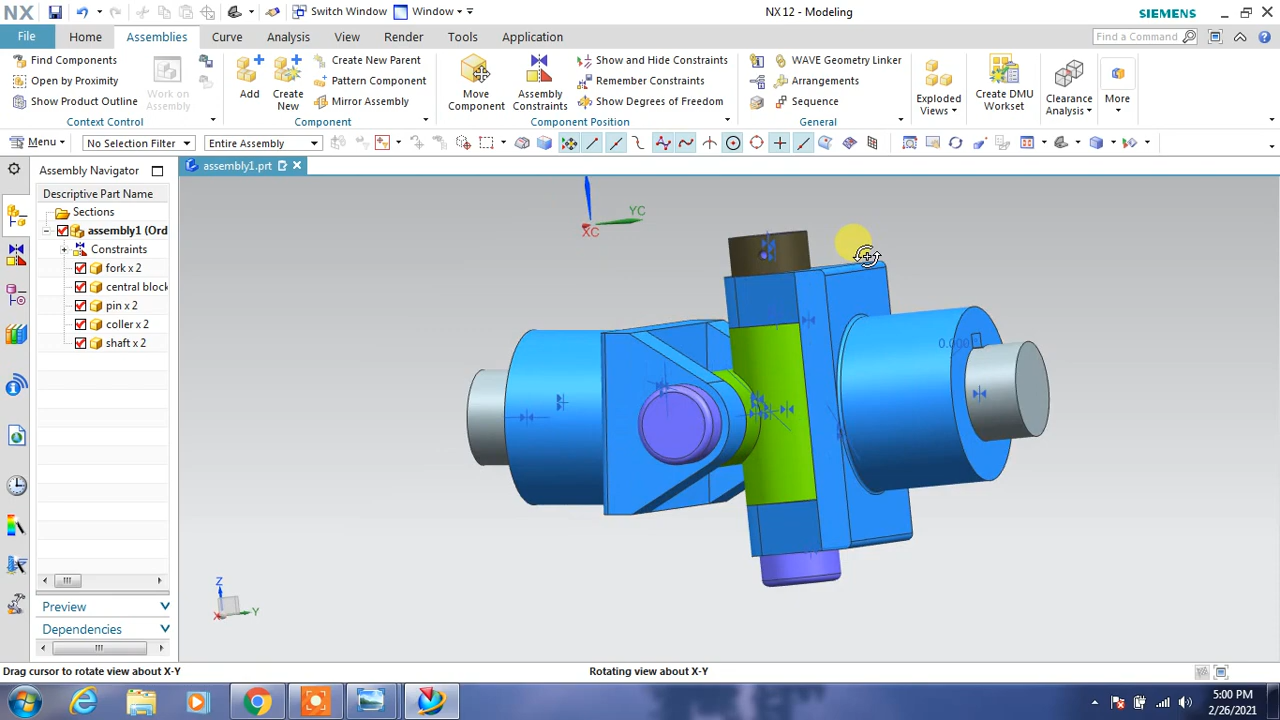 NX
Switch Window
Window
NX 12 - Modeling
SIEMENS
File
Home
Assemblies
Curve
Analysis
View
Render
Tools
Application
Find a Command
Find Components
Open by Proximity
Show Product Outline
Work on Assembly
Context Control
Add
Create New
Create New Parent
Pattern Component
Mirror Assembly
Component
Move Component
Assembly Constraints
Show and Hide Constraints
Remember Constraints
Show Degrees of Freedom
Component Position
WAVE Geometry Linker
Arrangements
Sequence
General
Exploded Views
Create DMU Workset
Clearance Analysis
More
Menu
No Selection Filter
Entire Assembly
Assembly Navigator
assembly1.prt
Descriptive Part Name
Sections
assembly1 (Ord
Constraints
fork x 2
central block
pin x 2
coller x 2
shaft x 2
Preview
Dependencies
YC
XC
0.0000
Z
X
Y
Drag cursor to rotate view about X-Y
Rotating view about X-Y
5:00 PM
2/26/2021